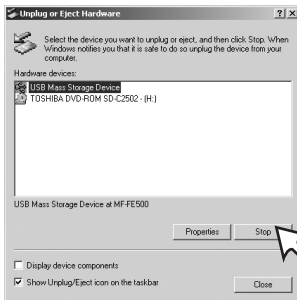 Unplug or Eject Hardware
Select the device you want to unplug or eject, and then click Stop. When
Windows notifies you that it is safe to do so unplug the device from your
computer.
Hardware devices:
USB Mass Storage Device
TOSHIBA DVD-ROM SD-C2502 - (H:)
USB Mass Storage Device at MF-FE500
Properties
Stop
Display device components
Show Unplug/Eject icon on the taskbar
Close